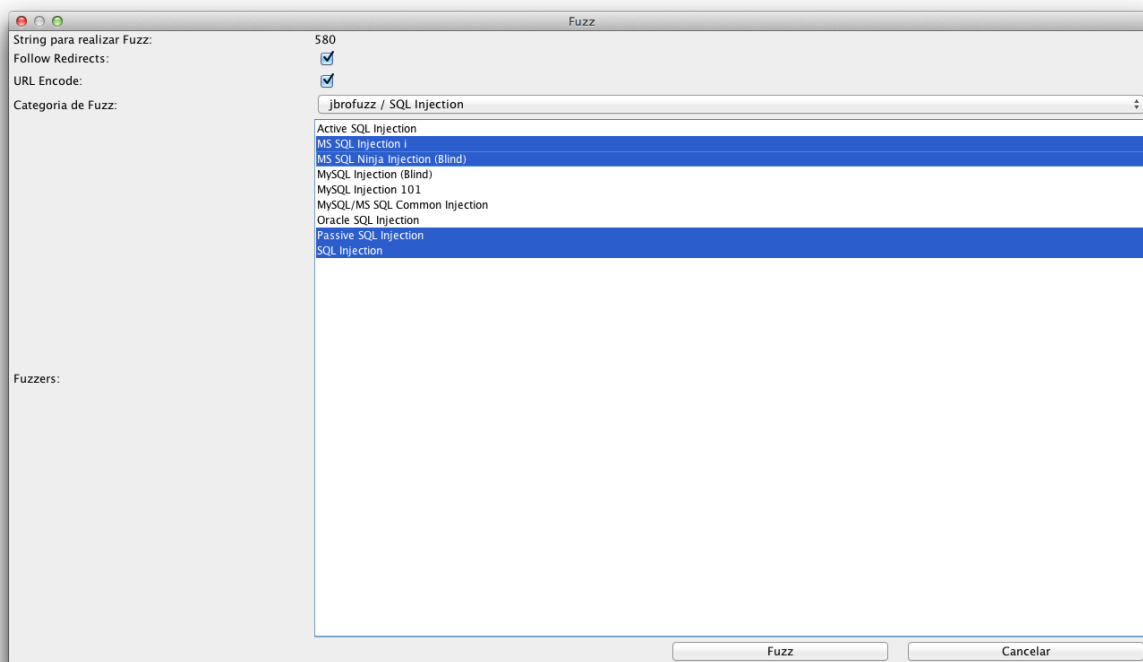 Fuzz
String para realizar Fuzz: 580
Follow Redirects:
URL Encode:
Categoria de Fuzz: jbrofuzz / SQL Injection
Active SQL Injection
MS SQL Injection i
MS SQL Ninja Injection (Blind)
MySQL Injection (Blind)
MySQL Injection 101
MySQL/MS SQL Common Injection
Oracle SQL Injection
Passive SQL Injection
SQL Injection
Fuzzers:
Fuzz Cancelar